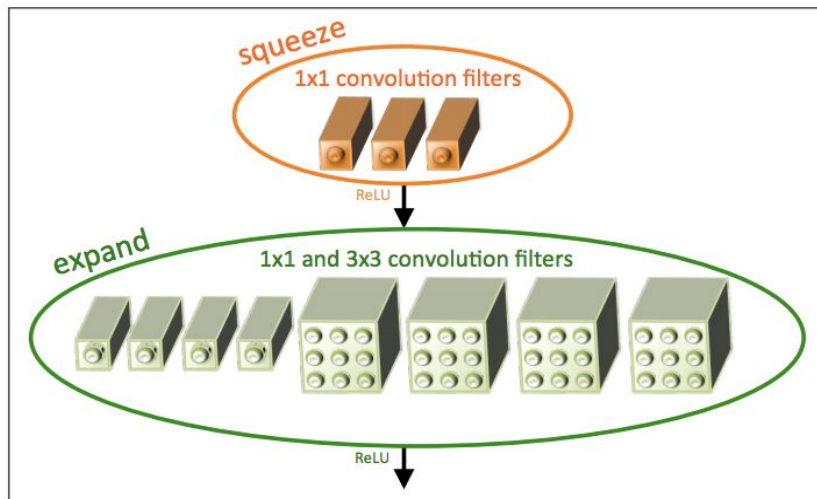 squeeze
1x1 convolution filters
ReLU
expand
1x1 and 3x3 convolution filters
ReLU